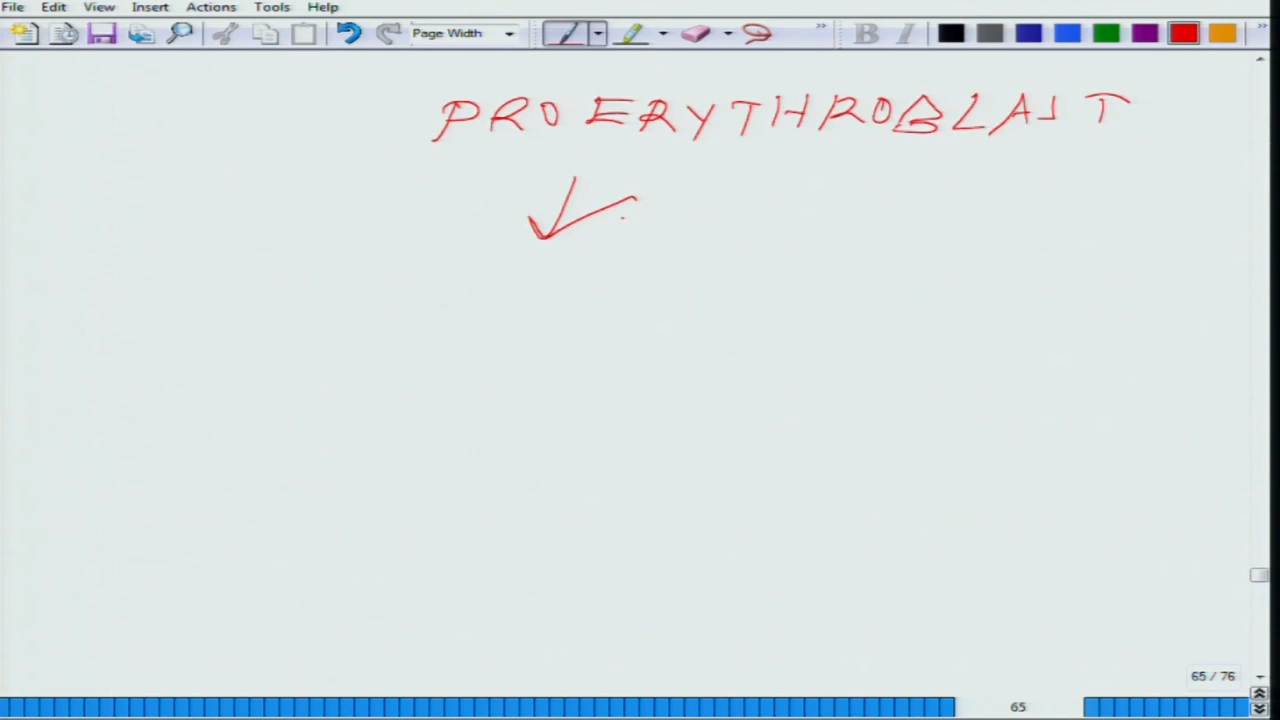 File Edit View Insert Actions Tools Help
Page Width
B I
PROERYTHROBLAST
65 / 76
65